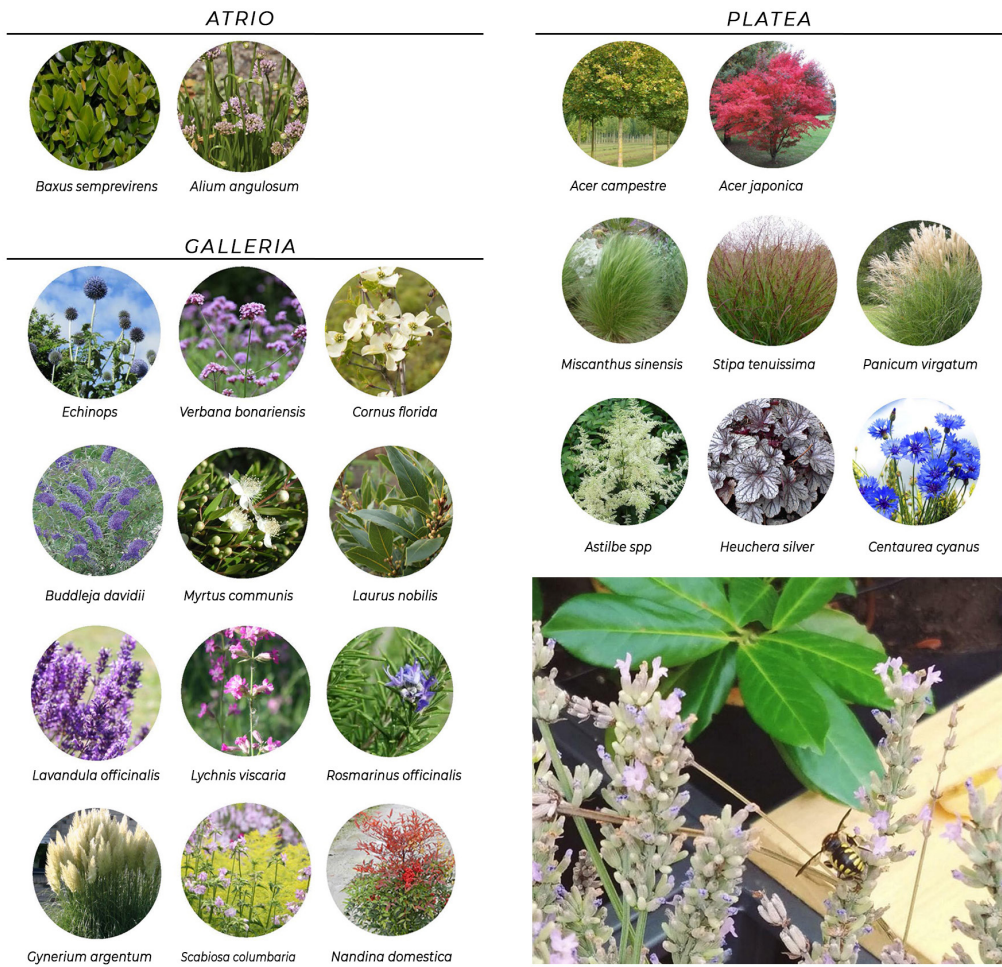 ATRIO
Baxus semprevirens
Alium angulosum
GALLERIA
Echinops
Verbana bonariensis
Cornus florida
Buddleja davidii
Myrtus communis
Laurus nobilis
Lavandula officinalis
Lychnis viscaria
Rosmarinus officinalis
Gynerium argentum
Scabiosa columbaria
Nandina domestica
PLATEA
Acer campestre
Acer japonica
Miscanthus sinensis
Stipa tenuissima
Panicum virgatum
Astilbe spp
Heuchera silver
Centaurea cyanus